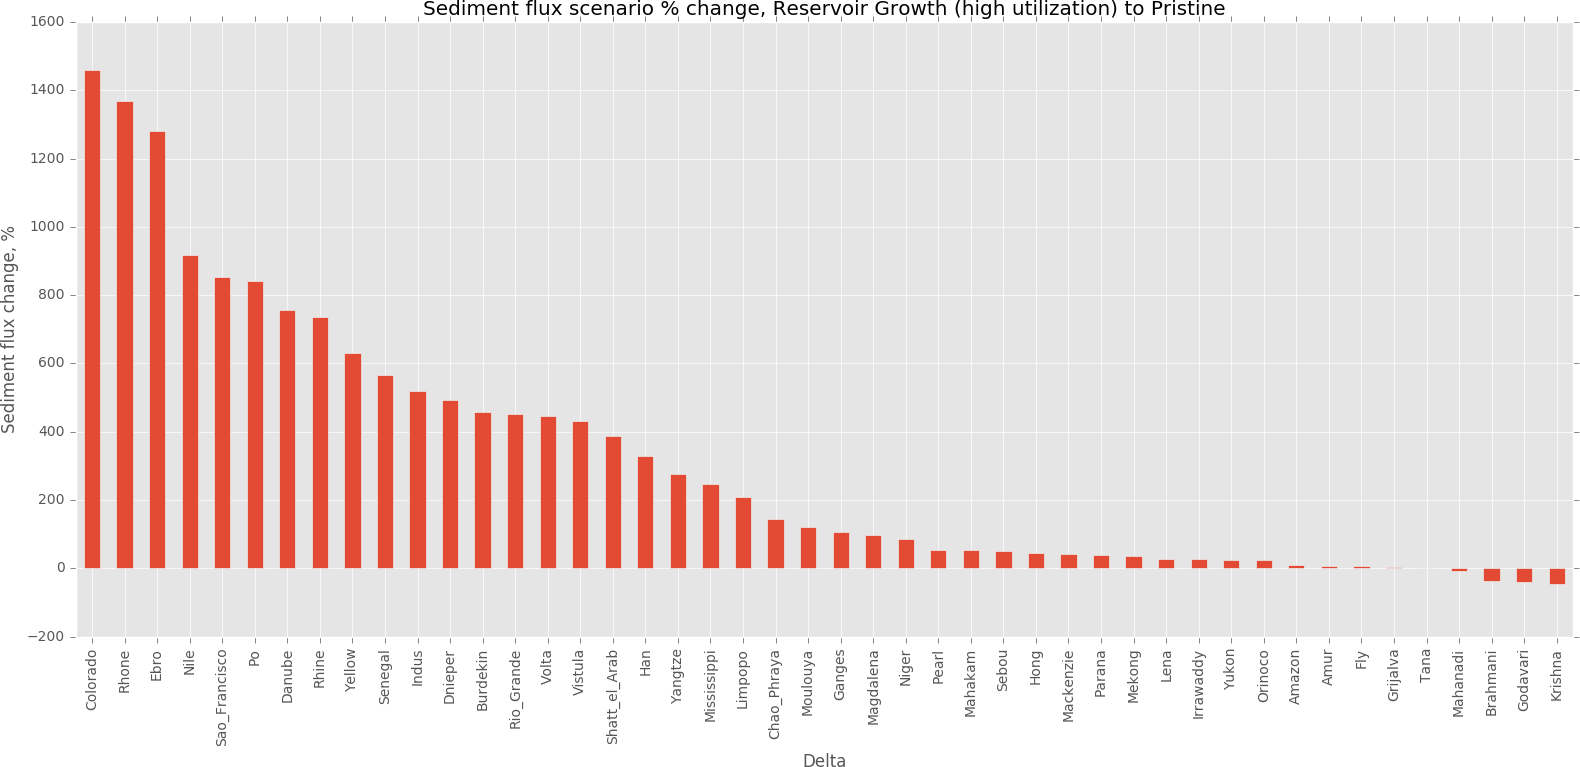 Sediment flux scenario % change, Reservoir Growth (high utilization) to Pristine
Sediment flux change, %
1600
1400
1200
1000
800
600
400
200
0
−200
Colorado
Rhone
Ebro
Nile
Sao_Francisco
Po
Danube
Rhine
Yellow
Senegal
Indus
Dnieper
Burdekin
Rio_Grande
Volta
Vistula
Shatt_el_Arab
Han
Yangtze
Mississippi
Limpopo
Chao_Phraya
Moulouya
Ganges
Magdalena
Niger
Pearl
Mahakam
Sebou
Hong
Mackenzie
Parana
Mekong
Lena
Irrawaddy
Yukon
Orinoco
Amazon
Amur
Fly
Grijalva
Tana
Mahanadi
Brahmani
Godavari
Krishna
Delta